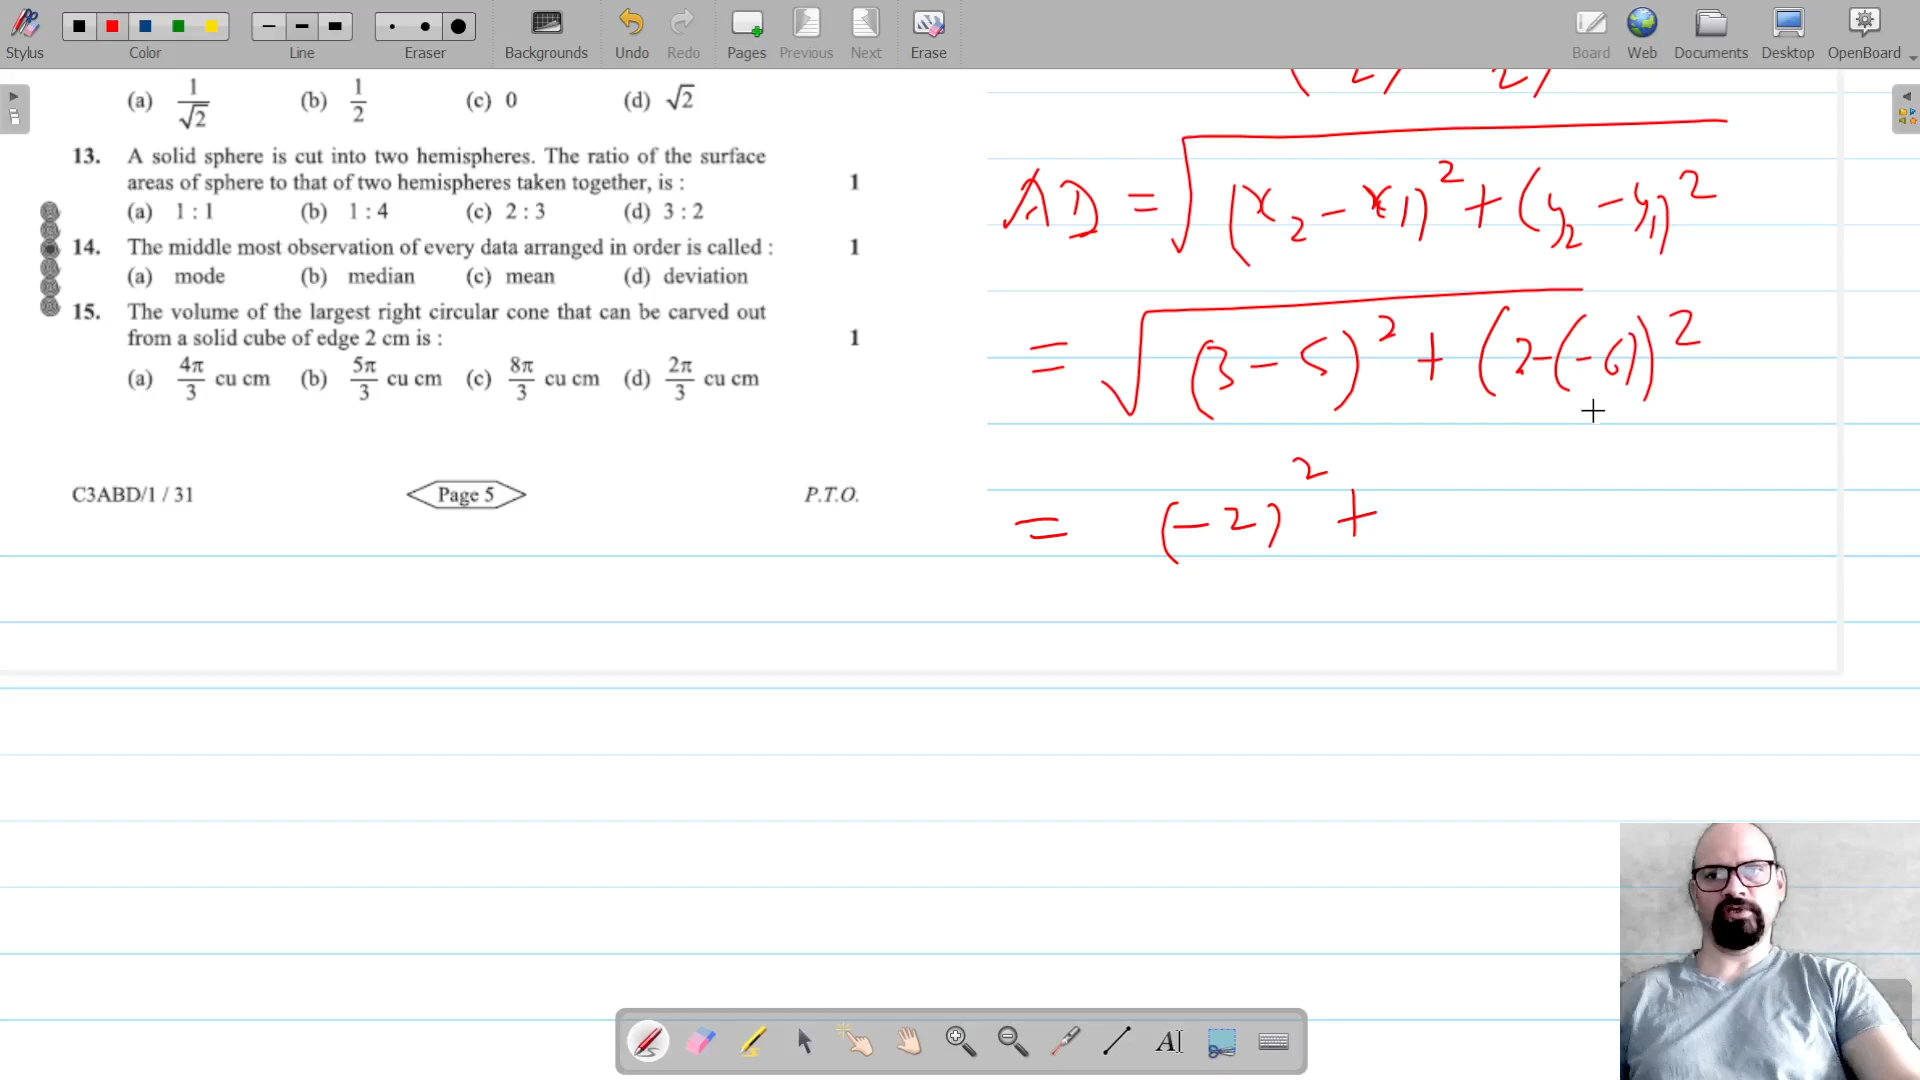 Stylus Color Line Eraser Backgrounds Undo Redo Pages Previous Next Erase Board Web Documents Desktop OpenBoard
(a) 1/√2 (b) 1/2 (c) 0 (d) √2
13. A solid sphere is cut into two hemispheres. The ratio of the surface
areas of sphere to that of two hemispheres taken together, is : 1
(a) 1 : 1 (b) 1 : 4 (c) 2 : 3 (d) 3 : 2
14. The middle most observation of every data arranged in order is called : 1
(a) mode (b) median (c) mean (d) deviation
15. The volume of the largest right circular cone that can be carved out
from a solid cube of edge 2 cm is : 1
(a) 4π/3 cu cm (b) 5π/3 cu cm (c) 8π/3 cu cm (d) 2π/3 cu cm
C3ABD/1 / 31 Page 5 P.T.O.
AD = √(x₂ - x₁)² + (y₂ - y₁)²
= √(3 - 5)² + (2-(-6))²
= (-2)² +